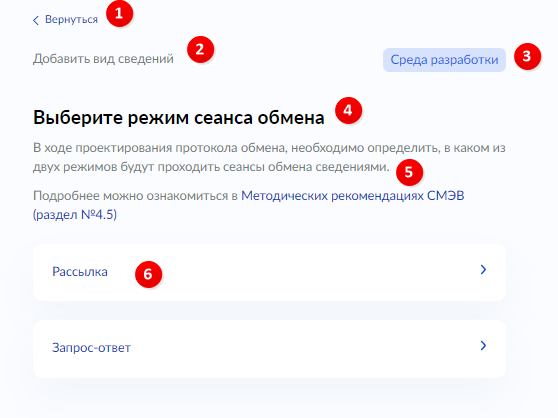 Вернуться 1
Добавить вид сведений 2 Среда разработки 3
Выберите режим сеанса обмена 4
В ходе проектирования протокола обмена, необходимо определить, в каком из
двух режимов будут проходить сеансы обмена сведениями. 5
Подробнее можно ознакомиться в Методических рекомендациях СМЭВ
(раздел №4.5)
Рассылка 6
Запрос-ответ